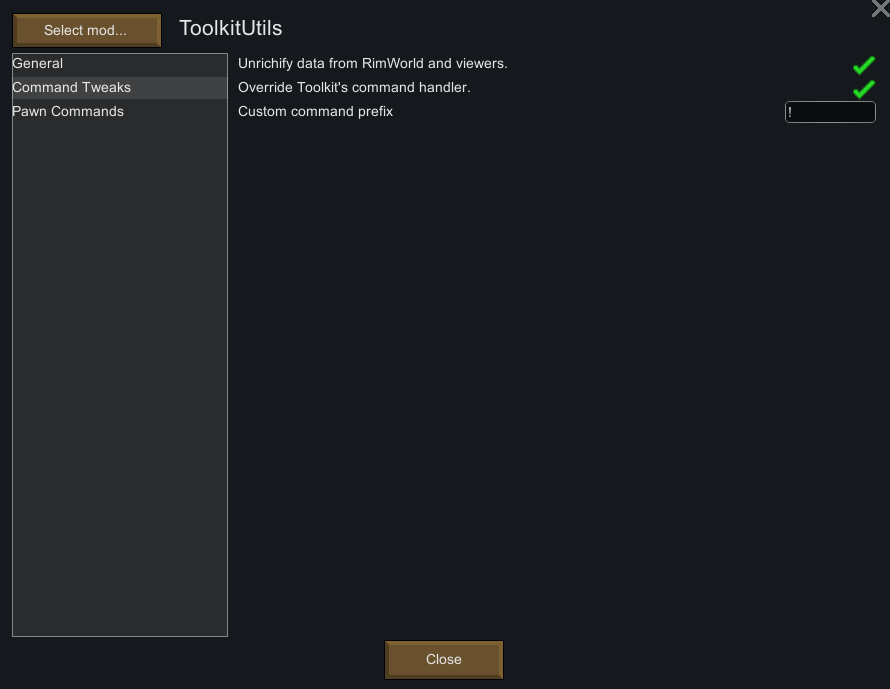 Select mod...
ToolkitUtils
General
Command Tweaks
Pawn Commands
Unrichify data from RimWorld and viewers.
Override Toolkit's command handler.
Custom command prefix
!
Close